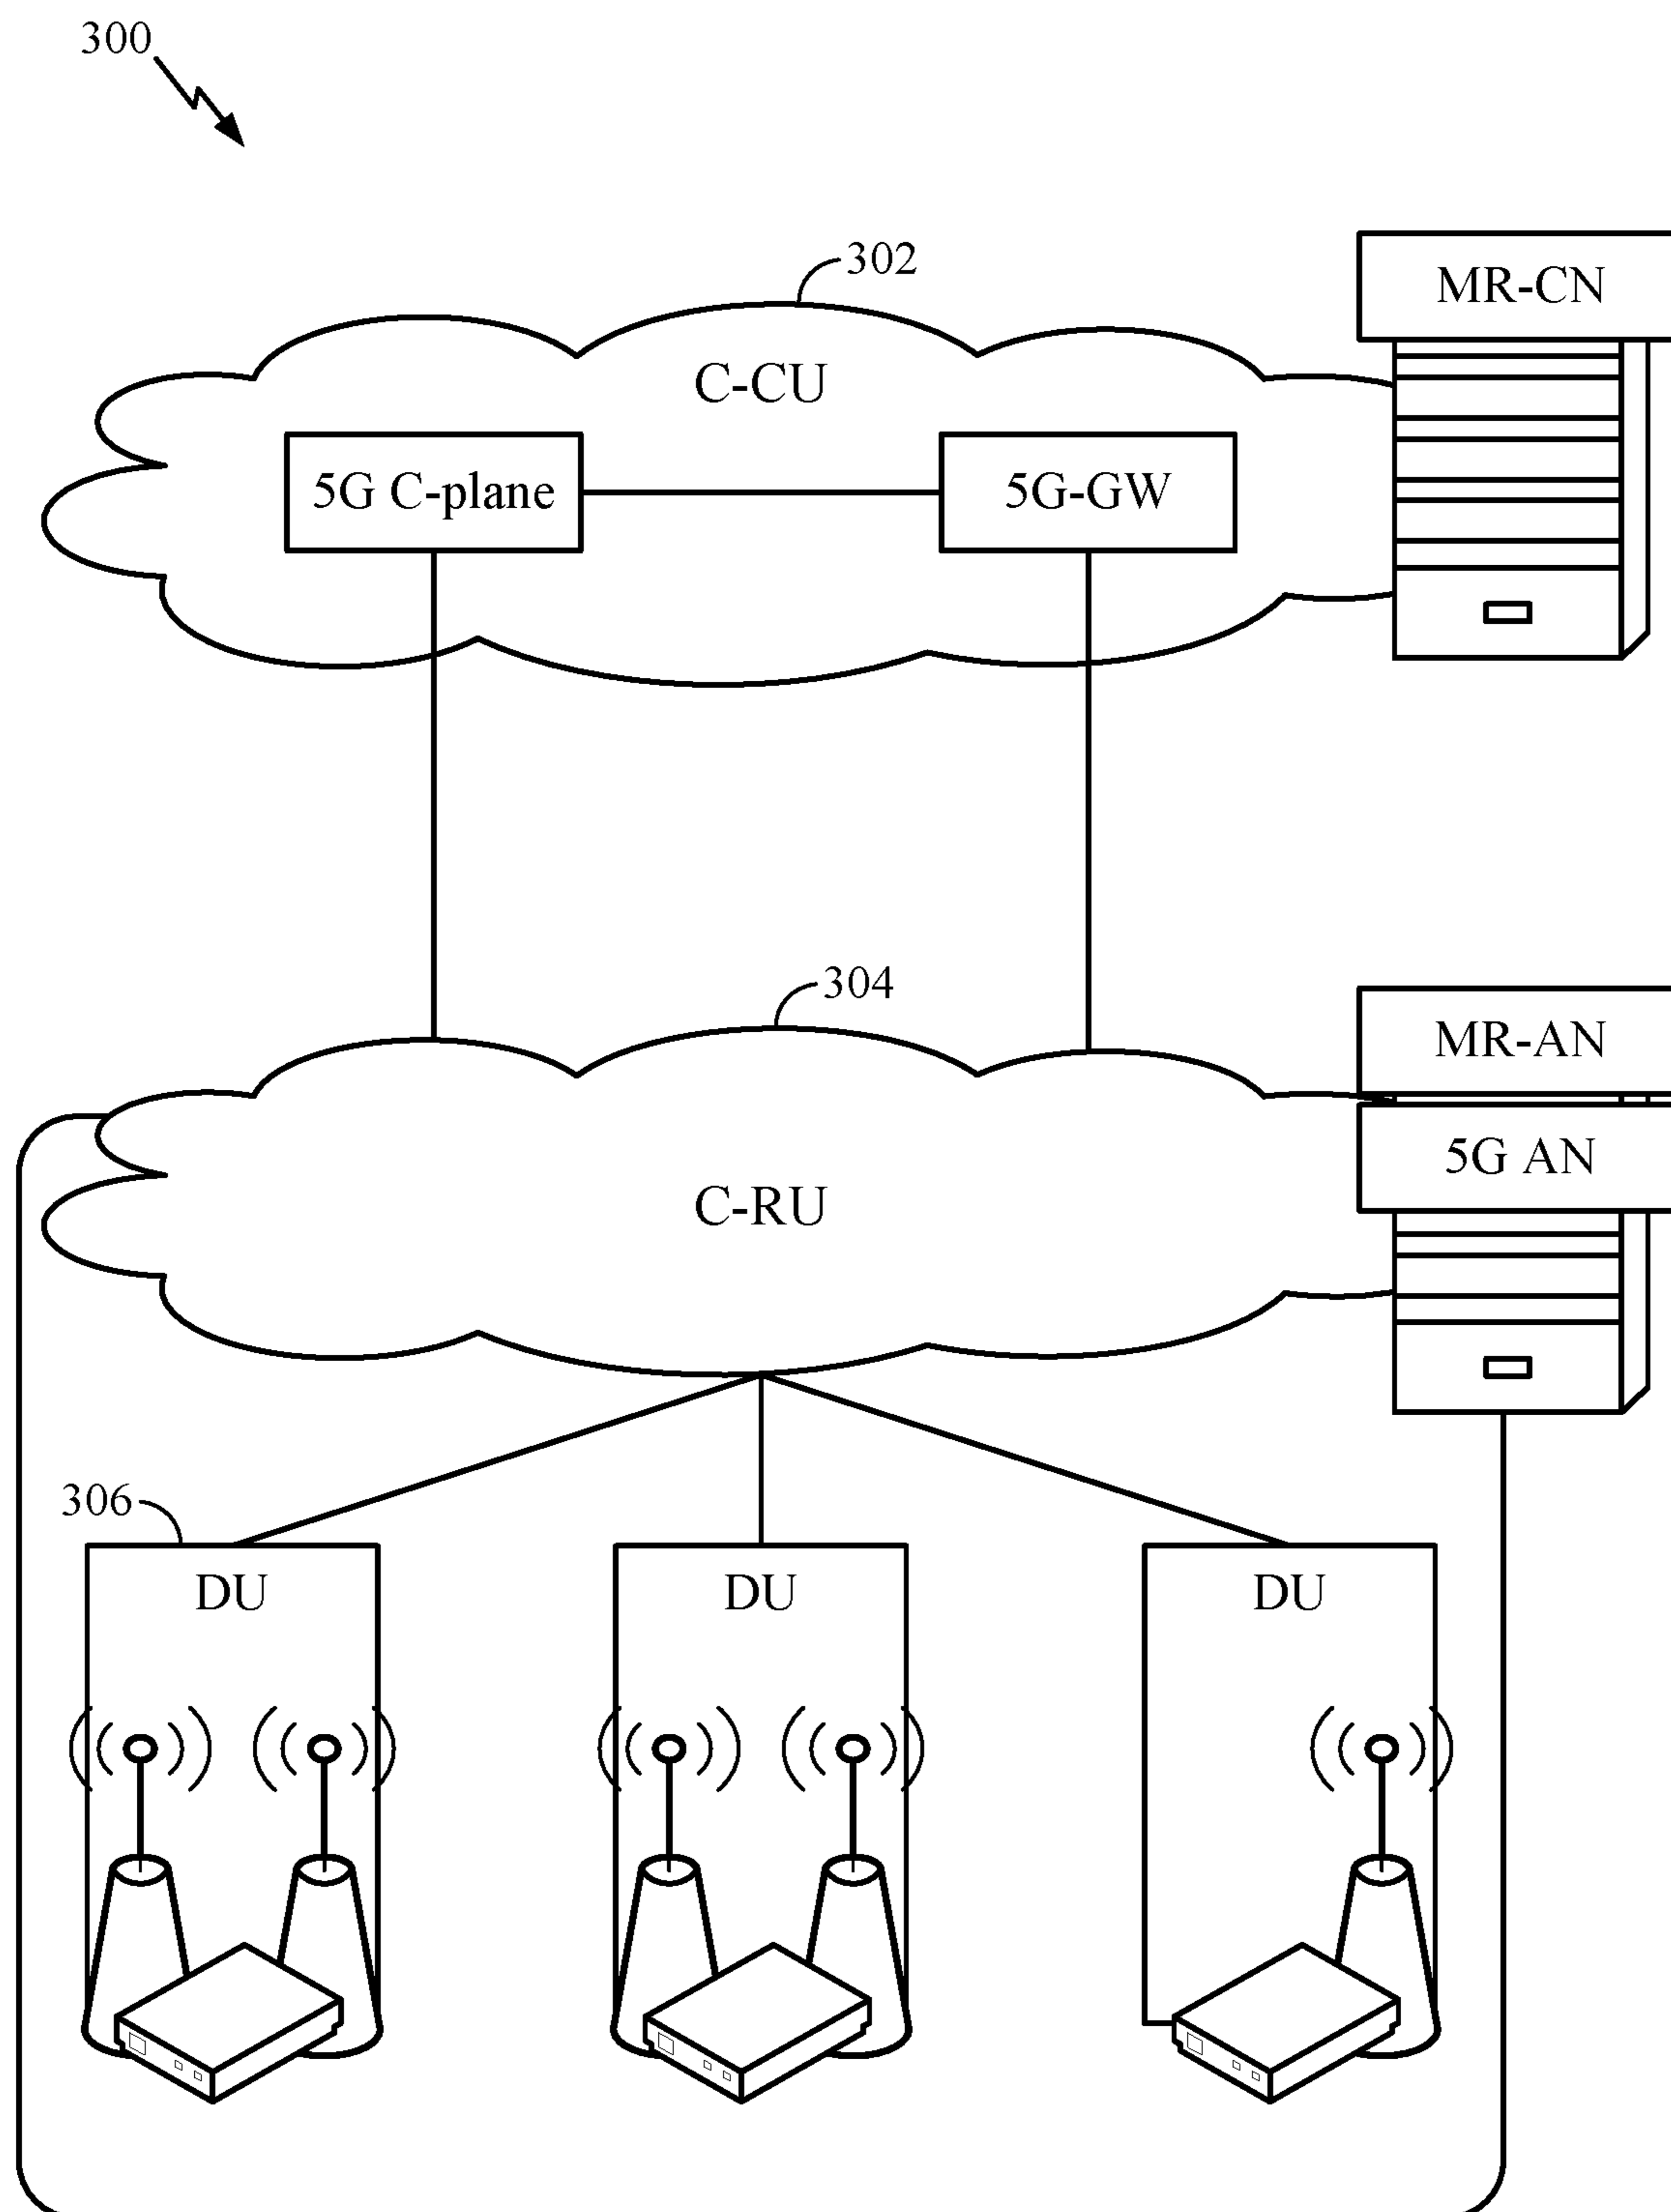 300
302
MR-CN
C-CU
5G C-plane
5G-GW
304
MR-AN
5G AN
C-RU
306
DU
DU
DU